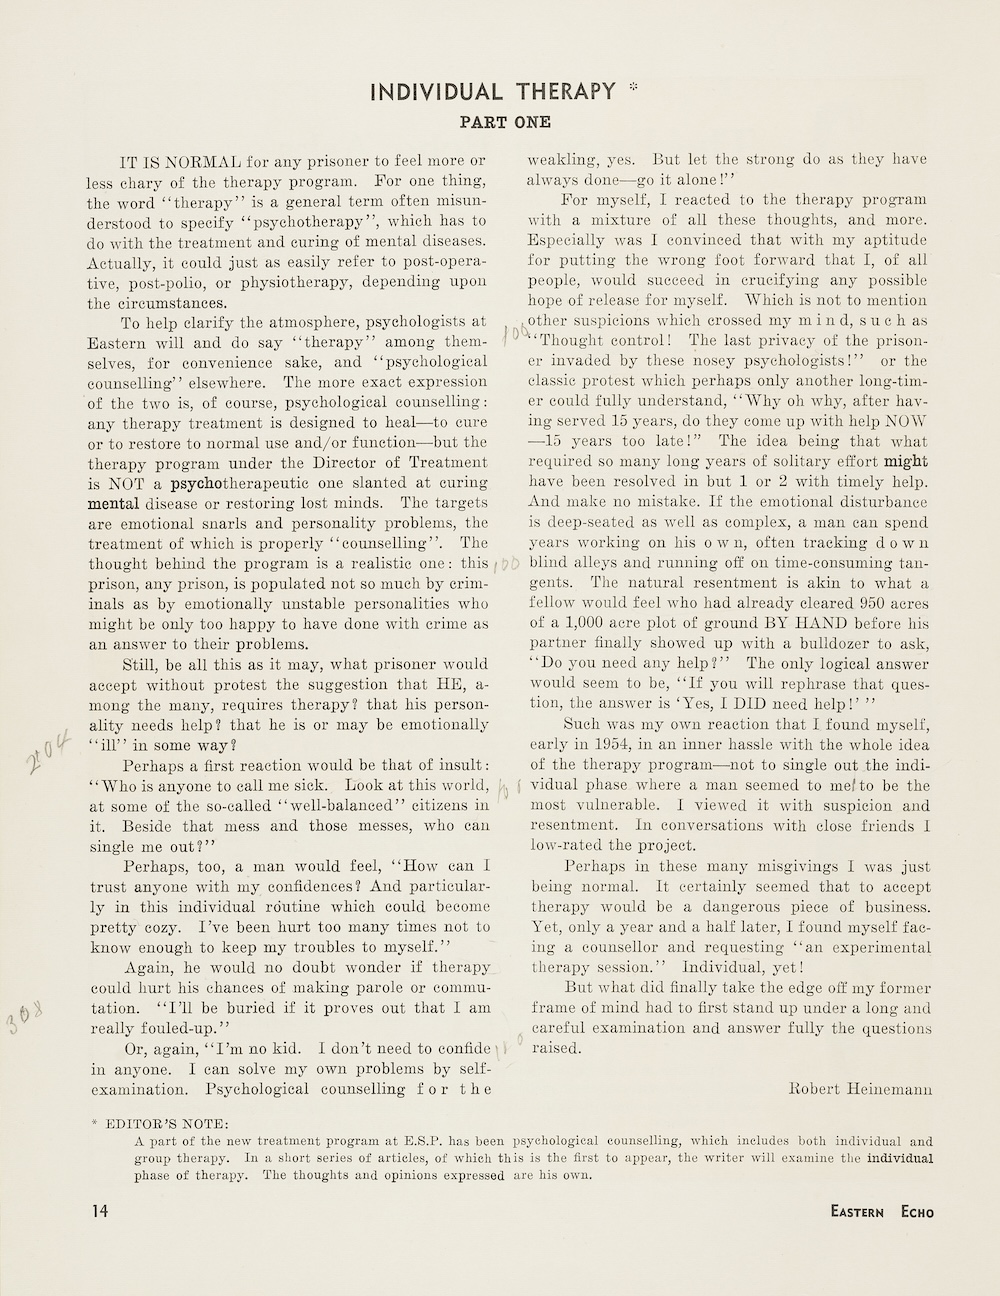 INDIVIDUAL THERAPY *
PART ONE
IT IS NORMAL for any prisoner to feel more or
less chary of the therapy program. For one thing,
the word "therapy" is a general term often misun-
derstood to specify "psychotherapy", which has to
do with the treatment and curing of mental diseases.
Actually, it could just as easily refer to post-opera-
tive, post-polio, or physiotherapy, depending upon
the circumstances.
To help clarify the atmosphere, psychologists at
Eastern will and do say "therapy" among them-
selves, for convenience sake, and "psychological
counselling" elsewhere. The more exact expression
of the two is, of course, psychological counselling:
any therapy treatment is designed to heal—to cure
or to restore to normal use and/or function—but the
therapy program under the Director of Treatment
is NOT a psychotherapeutic one slanted at curing
mental disease or restoring lost minds. The targets
are emotional snarls and personality problems, the
treatment of which is properly "counselling". The
thought behind the program is a realistic one: this
prison, any prison, is populated not so much by crim-
inals as by emotionally unstable personalities who
might be only too happy to have done with crime as
an answer to their problems.
Still, be all this as it may, what prisoner would
accept without protest the suggestion that HE, a-
mong the many, requires therapy? that his person-
ality needs help? that he is or may be emotionally
"ill" in some way?
Perhaps a first reaction would be that of insult:
"Who is anyone to call me sick. Look at this world,
at some of the so-called "well-balanced" citizens in
it. Beside that mess and those messes, who can
single me out?"
Perhaps, too, a man would feel, "How can I
trust anyone with my confidences? And particular-
ly in this individual routine which could become
pretty cozy. I've been hurt too many times not to
know enough to keep my troubles to myself."
Again, he would no doubt wonder if therapy
could hurt his chances of making parole or commu-
tation. "I'll be buried if it proves out that I am
really fouled-up."
Or, again, "I'm no kid. I don't need to confide
in anyone. I can solve my own problems by self-
examination. Psychological counselling for the
weakling, yes. But let the strong do as they have
always done—go it alone!"
For myself, I reacted to the therapy program
with a mixture of all these thoughts, and more.
Especially was I convinced that with my aptitude
for putting the wrong foot forward that I, of all
people, would succeed in crucifying any possible
hope of release for myself. Which is not to mention
other suspicions which crossed my mind, such as
"Thought control! The last privacy of the prison-
er invaded by these nosey psychologists!" or the
classic protest which perhaps only another long-tim-
er could fully understand, "Why oh why, after hav-
ing served 15 years, do they come up with help NOW
—15 years too late!" The idea being that what
required so many long years of solitary effort might
have been resolved in but 1 or 2 with timely help.
And make no mistake. If the emotional disturbance
is deep-seated as well as complex, a man can spend
years working on his own, often tracking down
blind alleys and running off on time-consuming tan-
gents. The natural resentment is akin to what a
fellow would feel who had already cleared 950 acres
of a 1,000 acre plot of ground BY HAND before his
partner finally showed up with a bulldozer to ask,
"Do you need any help?" The only logical answer
would seem to be, "If you will rephrase that ques-
tion, the answer is 'Yes, I DID need help!' "
Such was my own reaction that I found myself,
early in 1954, in an inner hassle with the whole idea
of the therapy program—not to single out the indi-
vidual phase where a man seemed to me to be the
most vulnerable. I viewed it with suspicion and
resentment. In conversations with close friends I
low-rated the project.
Perhaps in these many misgivings I was just
being normal. It certainly seemed that to accept
therapy would be a dangerous piece of business.
Yet, only a year and a half later, I found myself fac-
ing a counsellor and requesting "an experimental
therapy session." Individual, yet!
But what did finally take the edge off my former
frame of mind had to first stand up under a long and
careful examination and answer fully the questions
raised.
Robert Heinemann
* EDITOR'S NOTE:
A part of the new treatment program at E.S.P. has been psychological counselling, which includes both individual and
group therapy. In a short series of articles, of which this is the first to appear, the writer will examine the individual
phase of therapy. The thoughts and opinions expressed are his own.
14
EASTERN ECHO
100
100
204
308